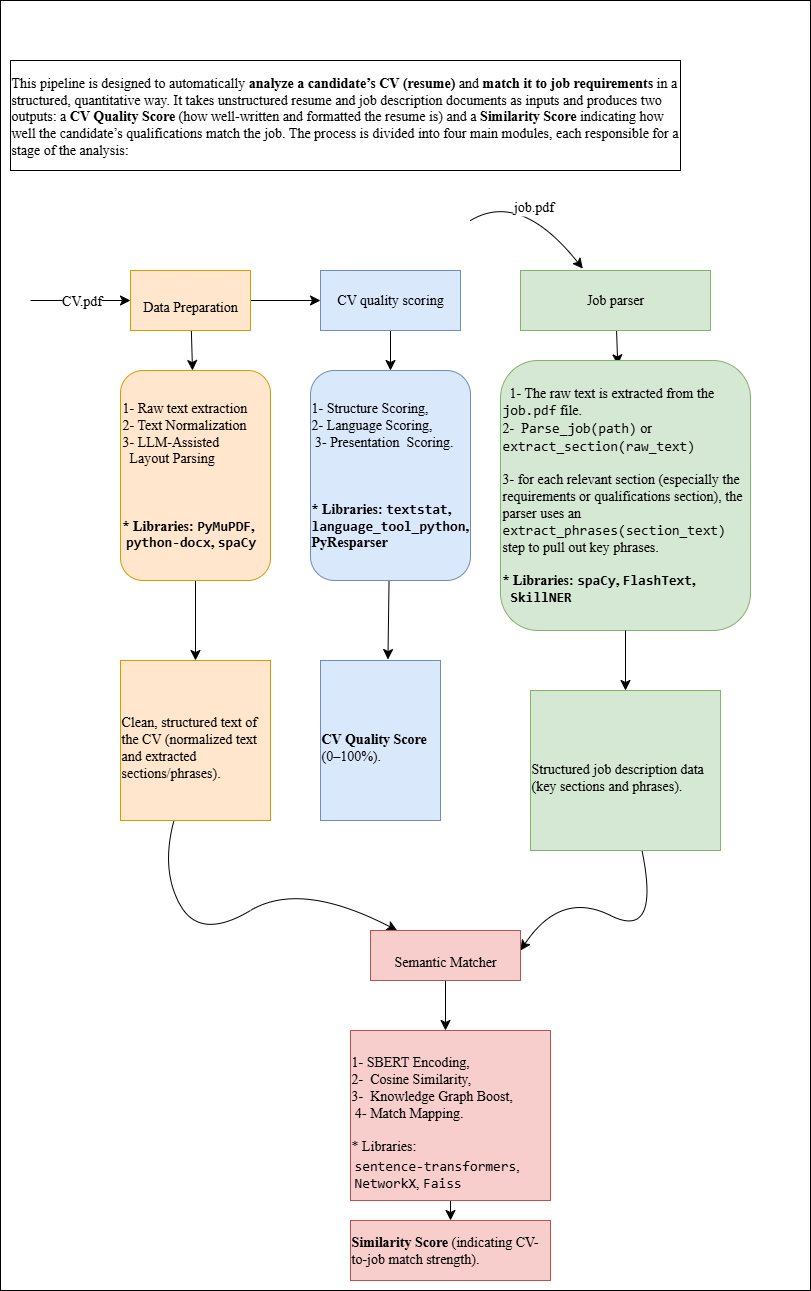 This pipeline is designed to automatically analyze a candidate’s CV (resume) and match it to job requirements in a
structured, quantitative way. It takes unstructured resume and job description documents as inputs and produces two
outputs: a CV Quality Score (how well-written and formatted the resume is) and a Similarity Score indicating how
well the candidate’s qualifications match the job. The process is divided into four main modules, each responsible for a
stage of the analysis:
job.pdf
CV.pdf
Data Preparation
CV quality scoring
Job parser
1- Raw text extraction
2- Text Normalization
3- LLM-Assisted
Layout Parsing
* Libraries: PyMuPDF,
python-docx, spaCy
1- Structure Scoring,
2- Language Scoring,
3- Presentation  Scoring.
* Libraries: textstat,
language_tool_python,
PyResparser
1- The raw text is extracted from the
job.pdf file.
2- Parse_job(path) or
extract_section(raw_text)
3- for each relevant section (especially the
requirements or qualifications section), the
parser uses an
extract_phrases(section_text)
step to pull out key phrases.
* Libraries: spaCy, FlashText,
SkillNER
Clean, structured text of
the CV (normalized text
and extracted
sections/phrases).
CV Quality Score
(0–100%).
Structured job description data
(key sections and phrases).
Semantic Matcher
1- SBERT Encoding,
2-  Cosine Similarity,
3-  Knowledge Graph Boost,
4- Match Mapping.
* Libraries:
sentence-transformers,
NetworkX, Faiss
Similarity Score (indicating CV-
to-job match strength).